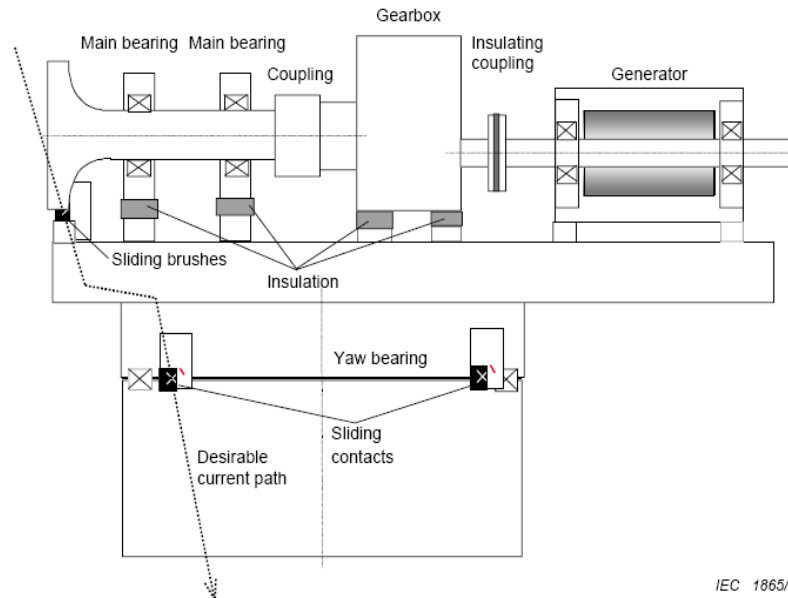 Gearbox
Main bearing
Main bearing
Insulating
coupling
Coupling
Generator
Sliding brushes
Insulation
Yaw bearing
Sliding
contacts
Desirable
current path
IEC 1865/